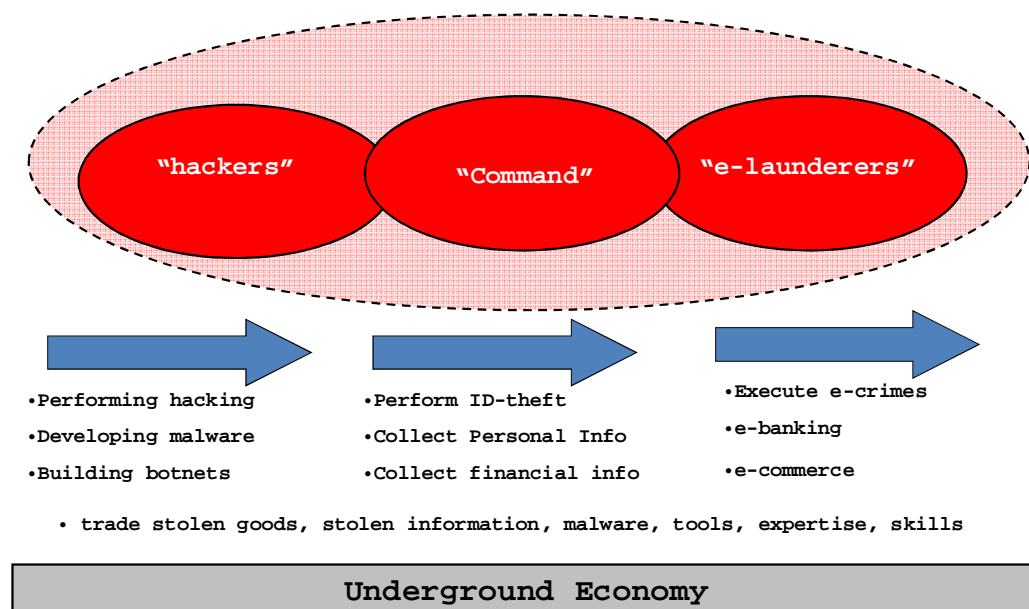 “hackers”
“Command”
“e-launderers”
•Performing hacking
•Developing malware
•Building botnets
•Perform ID-theft
•Collect Personal Info
•Collect financial info
•Execute e-crimes
•e-banking
•e-commerce
• trade stolen goods, stolen information, malware, tools, expertise, skills
Underground Economy